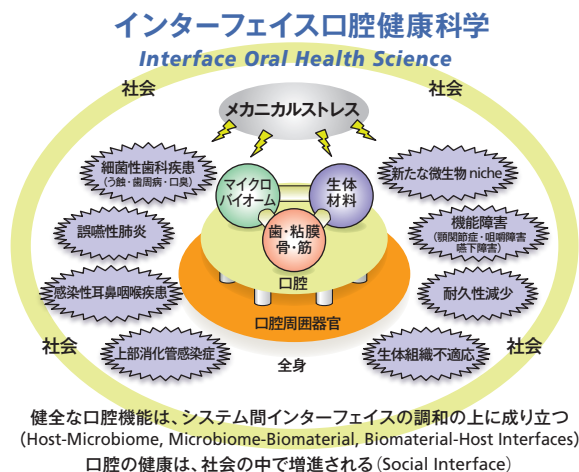 インターフェイス口腔健康科学
Interface Oral Health Science
社会
社会
メカニカルストレス
細菌性歯科疾患
(う蝕・歯周病・口臭)
マイクロ
バイオーム
生体
材料
新たな微生物 niche
誤嚥性肺炎
歯・粘膜
骨・筋
機能障害
(顎関節症・咀嚼障害
嚥下障害)
口腔
感染性耳鼻咽喉疾患
耐久性減少
口腔周囲器官
社会
社会
上部消化管感染症
全身
生体組織不適応
健全な口腔機能は、システム間インターフェイスの調和の上に成り立つ
(Host-Microbiome, Microbiome-Biomaterial, Biomaterial-Host Interfaces)
口腔の健康は、社会の中で増進される(Social Interface)